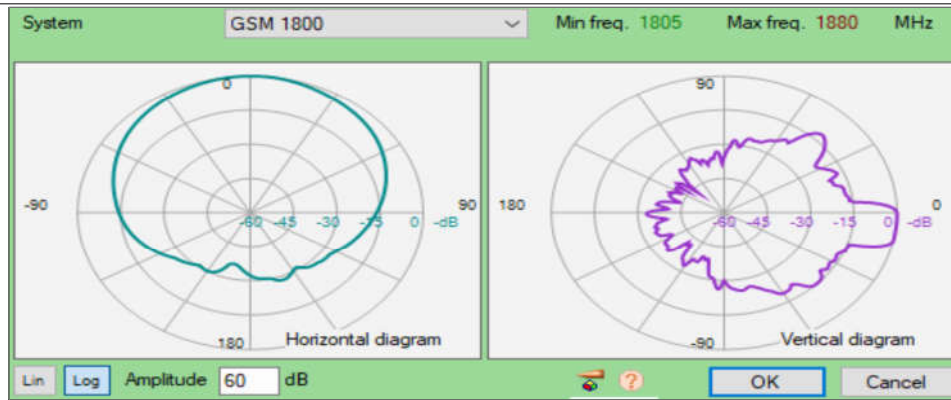 System GSM 1800 Min freq. 1805 Max freq. 1880 MHz
0
-90 90
-60 -45 -30 -15 0 -dB
180 Horizontal diagram
90
180 0
-60 -45 -30 -15 0 -dB
-90 Vertical diagram
Lin Log Amplitude 60 dB ? OK Cancel